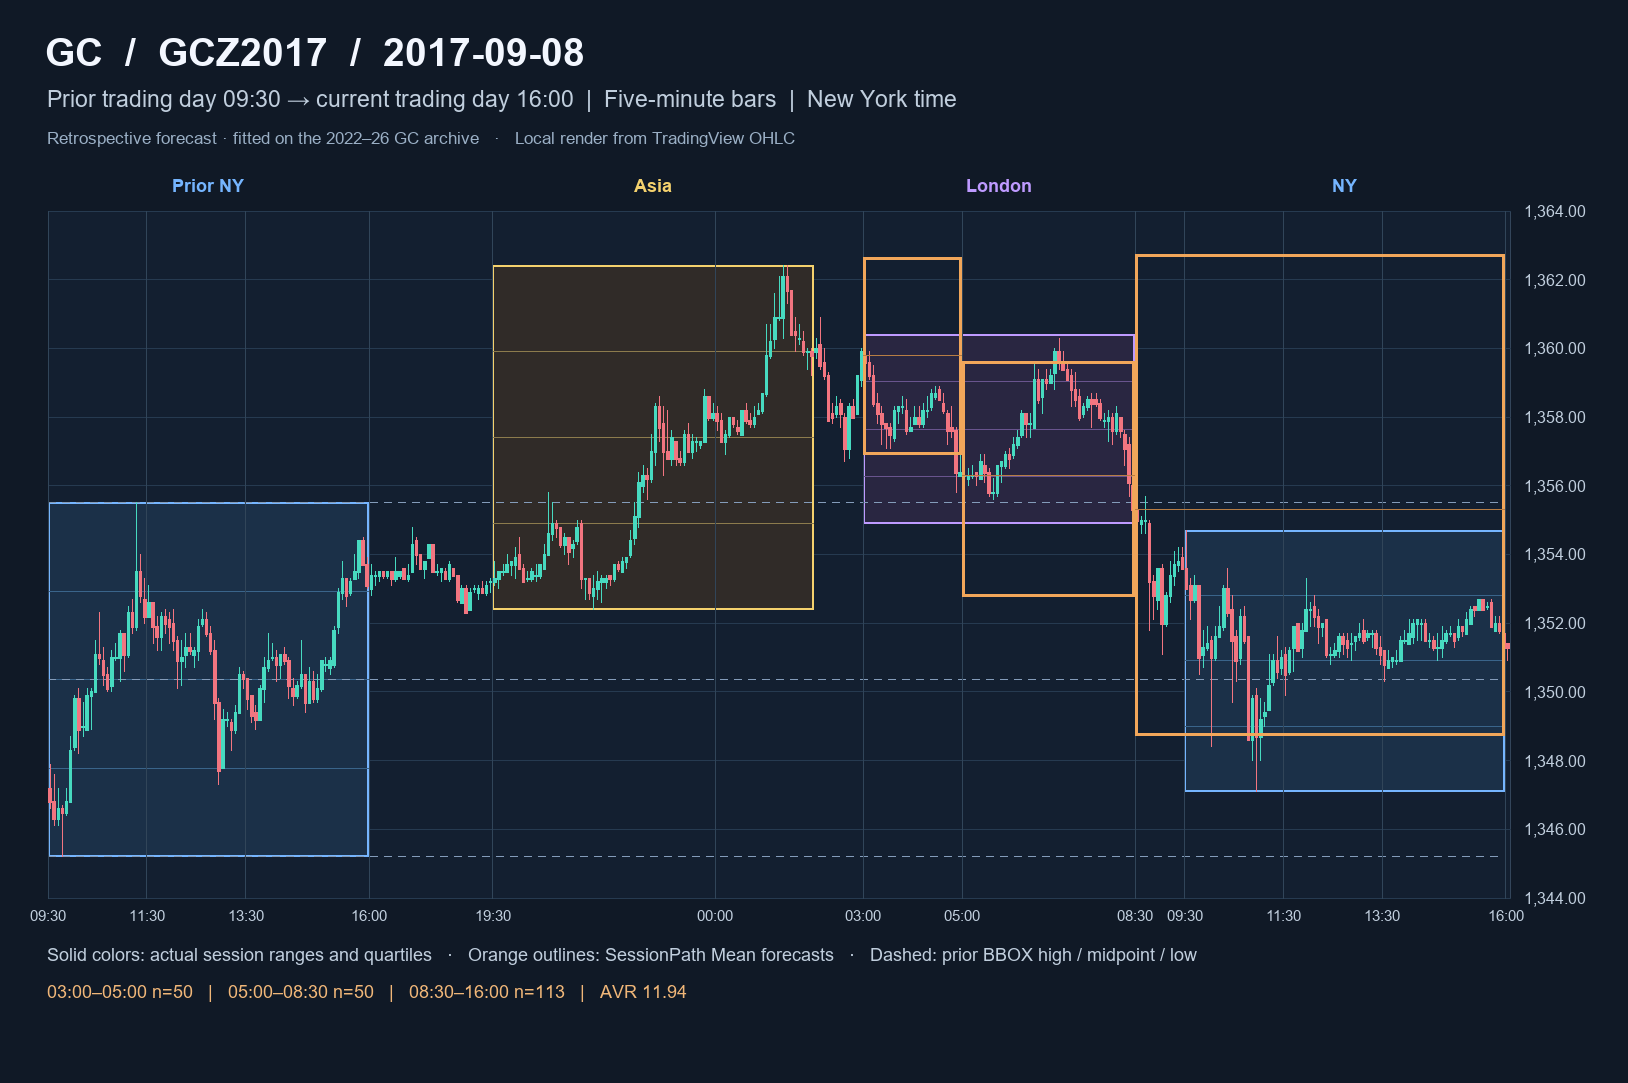 GC / GCZ2017 / 2017-09-08
Prior trading day 09:30 → current trading day 16:00 | Five-minute bars | New York time
Retrospective forecast · fitted on the 2022–26 GC archive · Local render from TradingView OHLC
Prior NY Asia London NY
1,364.00
1,362.00
1,360.00
1,358.00
1,356.00
1,354.00
1,352.00
1,350.00
1,348.00
1,346.00
1,344.00
09:30 11:30 13:30 16:00 19:30 00:00 03:00 05:00 08:30 09:30 11:30 13:30 16:00
Solid colors: actual session ranges and quartiles · Orange outlines: SessionPath Mean forecasts · Dashed: prior BBOX high / midpoint / low
03:00–05:00 n=50 | 05:00–08:30 n=50 | 08:30–16:00 n=113 | AVR 11.94